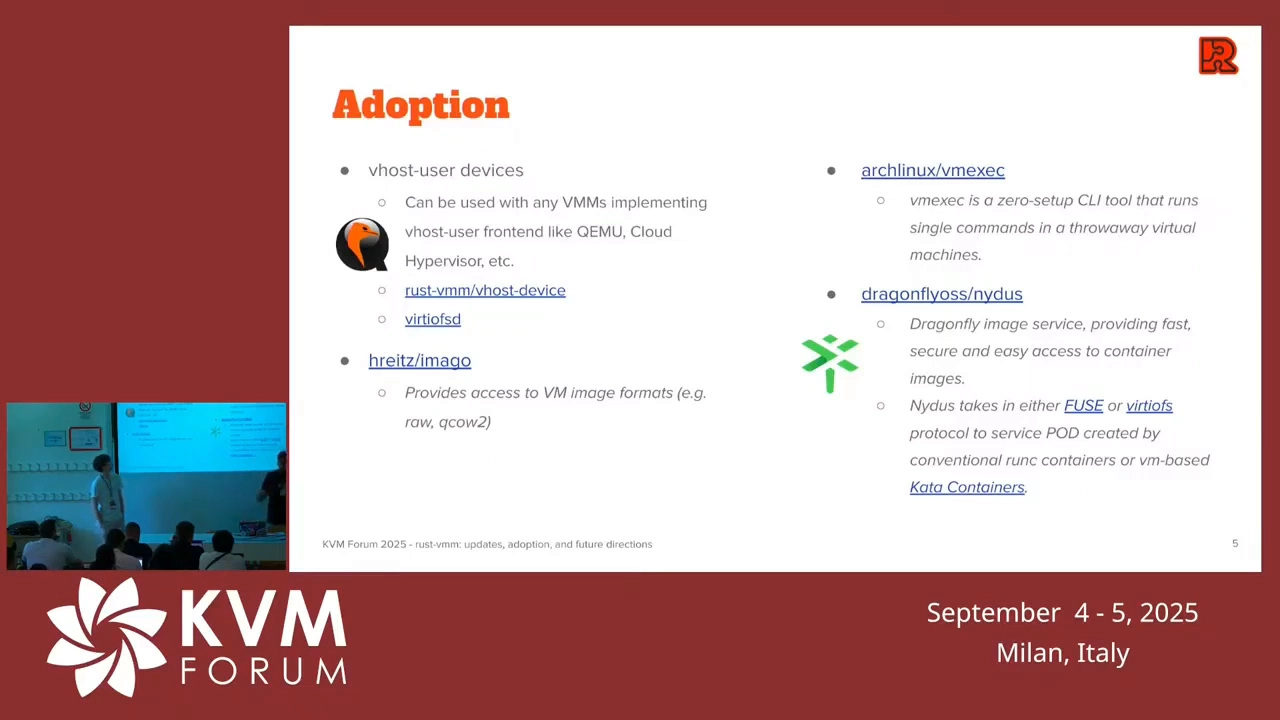 Adoption
● vhost-user devices
○ Can be used with any VMMs implementing
vhost-user frontend like QEMU, Cloud
Hypervisor, etc.
○ rust-vmm/vhost-device
○ virtiofsd
● hreitz/imago
○ Provides access to VM image formats (e.g.
raw, qcow2)
● archlinux/vmexec
○ vmexec is a zero-setup CLI tool that runs
single commands in a throwaway virtual
machines.
● dragonflyoss/nydus
○ Dragonfly image service, providing fast,
secure and easy access to container
images.
○ Nydus takes in either FUSE or virtiofs
protocol to service POD created by
conventional runc containers or vm-based
Kata Containers.
KVM Forum 2025 - rust-vmm: updates, adoption, and future directions
5
KVM
FORUM
September 4 - 5, 2025
Milan, Italy